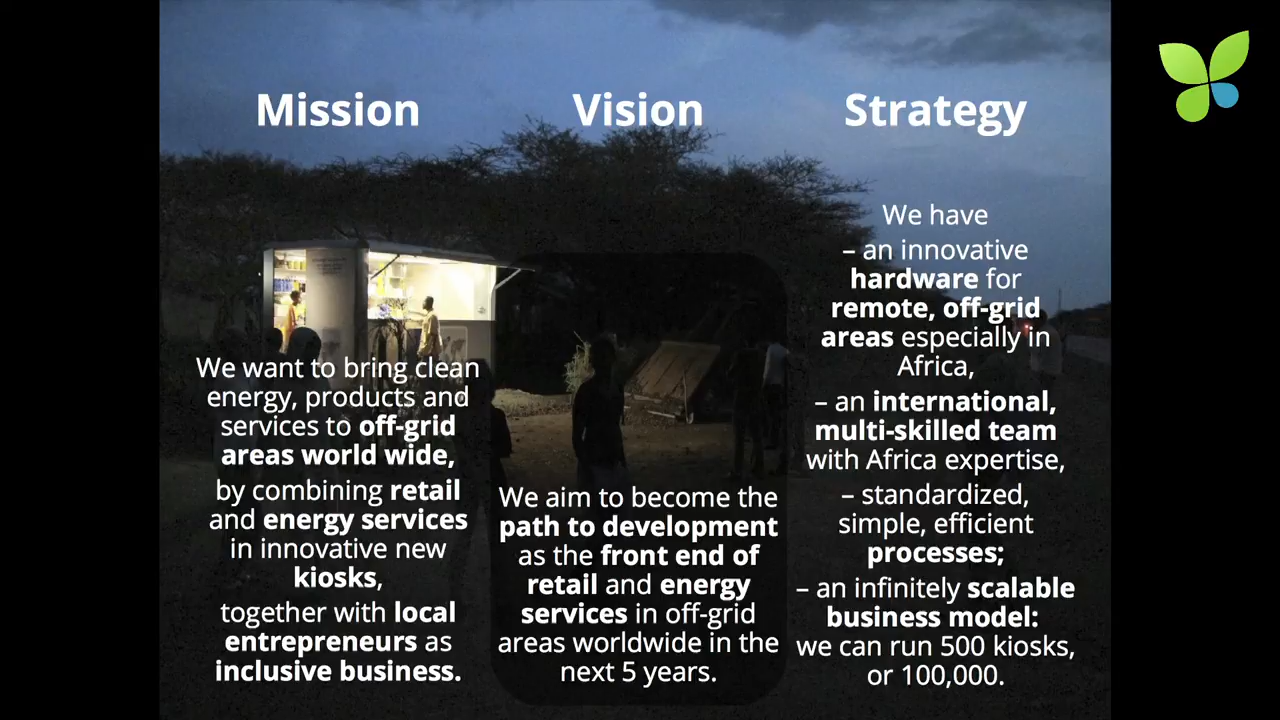 Mission
We want to bring clean
energy, products and
services to off-grid
areas world wide,
by combining retail
and energy services
in innovative new
kiosks,
together with local
entrepreneurs as
inclusive business.
Vision
We aim to become the
path to development
as the front end of
retail and energy
services in off-grid
areas worldwide in the
next 5 years.
Strategy
We have
– an innovative
hardware for
remote, off-grid
areas especially in
Africa,
– an international,
multi-skilled team
with Africa expertise,
– standardized,
simple, efficient
processes;
– an infinitely scalable
business model:
we can run 500 kiosks,
or 100,000.